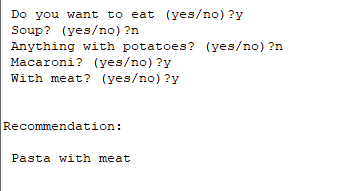 Do you want to eat (yes/no)?y
Soup? (yes/no)?n
Anything with potatoes? (yes/no)?n
Macaroni? (yes/no)?y
With meat? (yes/no)?y
Recommendation:
Pasta with meat